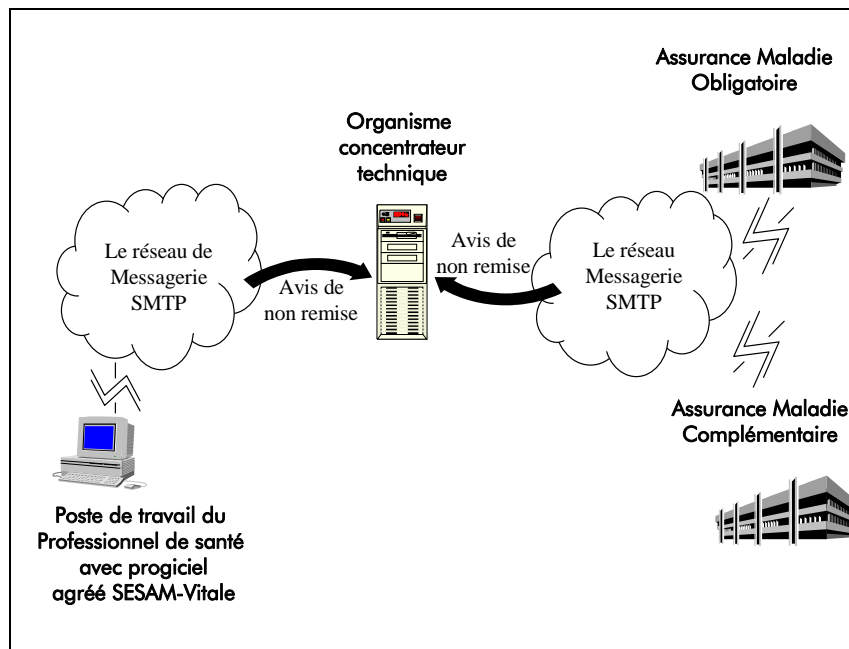 Assurance Maladie
Obligatoire
Organisme
concentrateur
technique
Le réseau de
Messagerie
SMTP
Avis de
non remise
Avis de
non remise
Le réseau
Messagerie
SMTP
Assurance Maladie
Complémentaire
Poste de travail du
Professionnel de santé
avec progiciel
agréé SESAM-Vitale